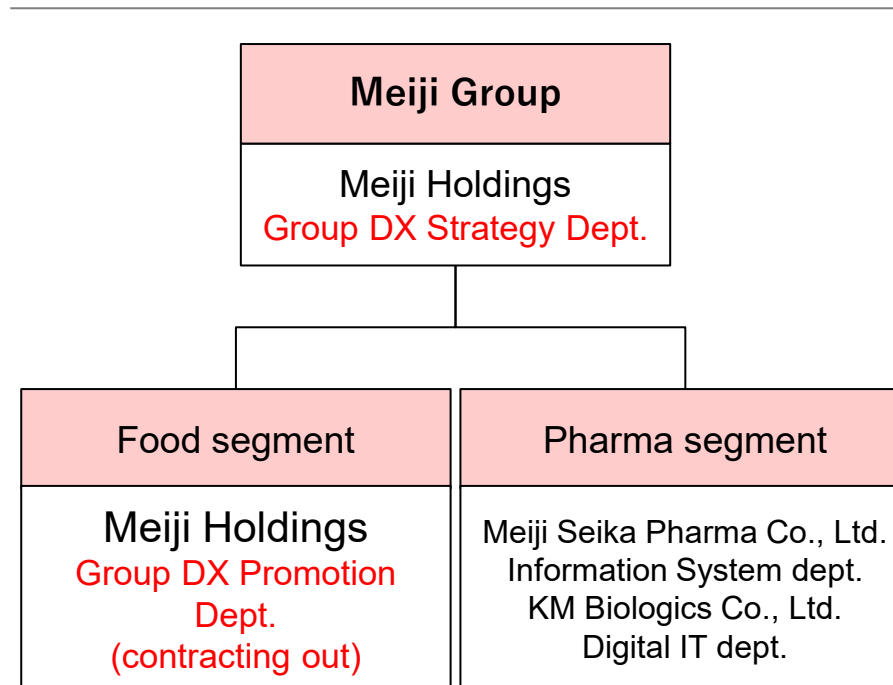 Meiji Group
Meiji Holdings
Group DX Strategy Dept.
Food segment
Meiji Holdings
Group DX Promotion
Dept.
(contracting out)
Pharma segment
Meiji Seika Pharma Co., Ltd.
Information System dept.
KM Biologics Co., Ltd.
Digital IT dept.